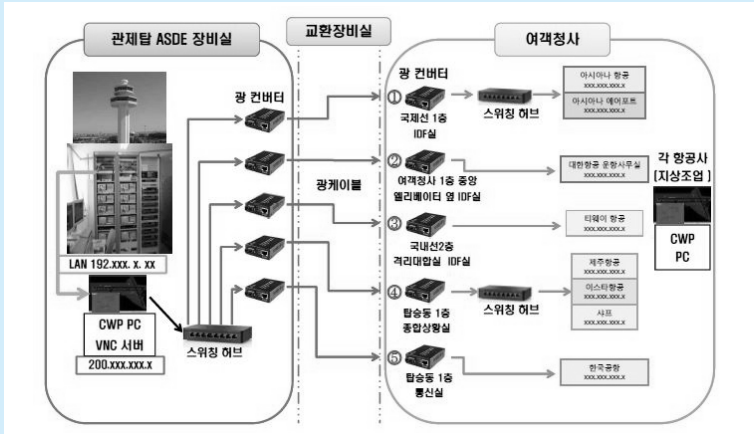 관제탑 ASDE 장비실
교환장비실
여객청사
광 컨버터
광 컨버터
①
국제선 1층
IDF실
스위칭 허브
아시아나 항공
xxx.xxx.xxx.x
아시아나 에어포트
xxx.xxx.xxx.x
②
여객청사 1층 중앙
엘리베이터 옆 IDF실
대한항공 운항사무실
xxx.xxx.xxx.x
각 항공사
(지상조업)
광케이블
③
국내선2층
격리대합실 IDF실
티웨이 항공
xxx.xxx.xxx.x
CWP
PC
LAN 192.xxx. x. xx
④
탑승동 1층
종합상황실
스위칭 허브
제주항공
xxx.xxx.xxx.x
이스타항공
xxx.xxx.xxx.x
샤프
xxx.xxx.xxx.x
CWP PC
VNC 서버
200.xxx.xxx.x
스위칭 허브
⑤
탑승동 1층
통신실
한국공항
xxx.xxx.xxx.x